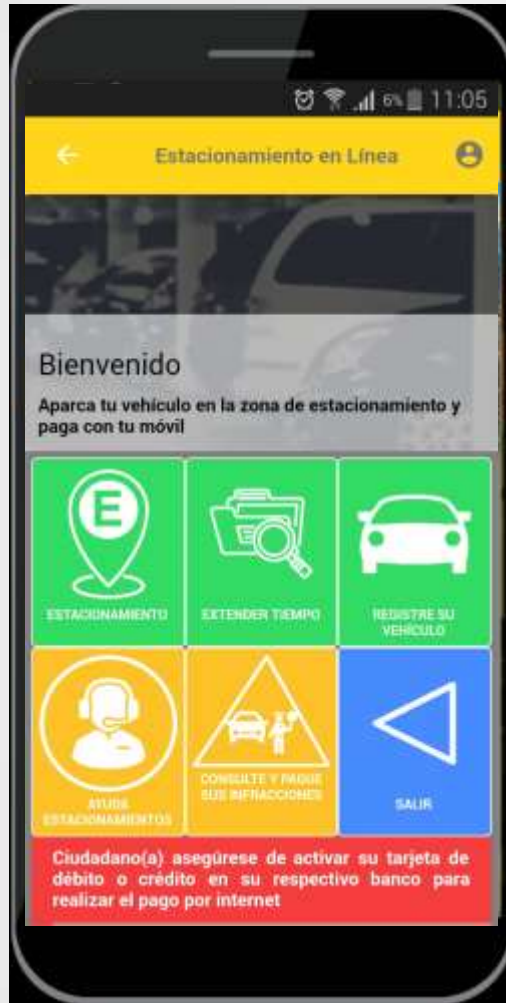 6% 11:05
Estacionamiento en Línea
Bienvenido
Aparca tu vehículo en la zona de estacionamiento y
paga con tu móvil
E
ESTACIONAMIENTO
EXTENDER TIEMPO
REGISTRE SU
VEHÍCULO
AYUDA
ESTACIONAMIENTOS
CONSULTE Y PAGUE
SUS INFRACCIONES
SALIR
Ciudadano(a) asegúrese de activar su tarjeta de
débito o crédito en su respectivo banco para
realizar el pago por internet